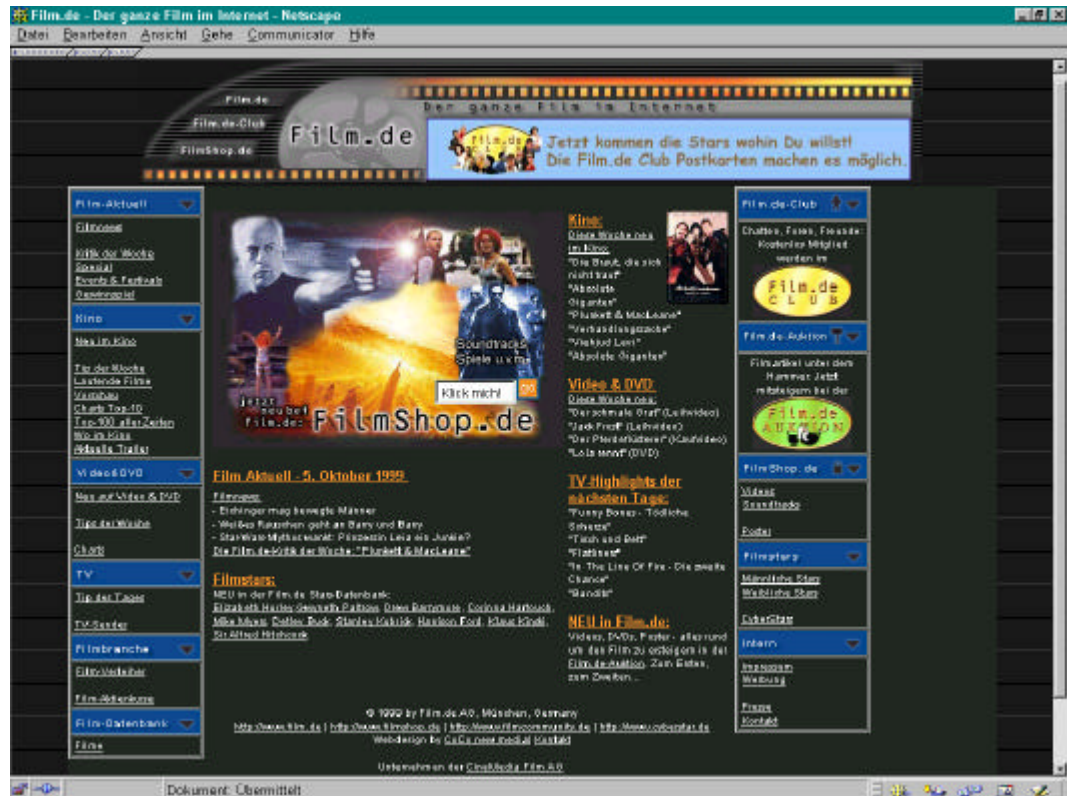 Film.de - Der ganze Film im Internet - Netscape
Datei Bearbeiten Ansicht Gehe Communicator Hilfe
Film.de
Film.de-Club
FilmShop.de
Film.de
Der ganze Film im Internet
Film.de
CLUB
Jetzt kommen die Stars wohin Du willst!
Die Film.de Club Postkarten machen es möglich.
Film-Aktuell
Filmnews
Kritik der Woche
Special
Events & Festivals
Gewinnspiel
Kino
Neu im Kino
Tip der Woche
Laufende Filme
Vorschau
Charts Top-10
Top-100 aller Zeiten
Wo im Kino
Aktuelle Trailer
Video&DVD
Neu auf Video & DVD
Tips der Woche
Charts
TV
Tip des Tages
TV-Sender
Filmbranche
Film-Verleiher
Film-Aktienkurse
Film-Datenbank
Filme
Soundtracks
Spiele u.v.m.
Klick mich!
jetzt
neu bei
Film.de:
FilmShop.de
Film Aktuell - 5. Oktober 1999
Filmnews:
- Eichinger mag bewegte Männer
- Weißes Rauschen geht an Barry und Barry
- Star Wars-Mythos wankt: Prinzessin Leia ein Junkie?
Die Film.de-Kritik der Woche: "Plunkett & MacLeane"
Filmstars:
NEU in der Film.de Stars-Datenbank:
Elizabeth Hurley, Gwyneth Paltrow, Drew Barrymore, Corinna Harfouch,
Mike Myers, Detlev Buck, Stanley Kubrick, Harrison Ford, Klaus Kinski,
Sir Alfred Hitchcock
Kino:
Diese Woche neu
im Kino:
"Die Braut, die sich
nicht traut"
"Absolute
Giganten"
"Plunkett & MacLeane"
"Verhandlungssache"
"Viehjud Levi"
"Absolute Giganten"
Video & DVD:
Diese Woche neu:
"Der schmale Grat" (Leihvideo)
"Jack Frost" (Leihvideo)
"Der Pferdeflüsterer" (Kaufvideo)
"Lola rennt" (DVD)
TV-Highlights der
nächsten Tage:
"Funny Bones - Tödliche
Scherze"
"Tisch und Bett"
"Flatliners"
"In The Line Of Fire - Die zweite
Chance"
"Bandits"
NEU in Film.de:
Videos, DVDs, Poster - alles rund
um den Film zu ersteigern in der
Film.de-Auktion. Zum Ersten,
zum Zweiten...
Film.de-Club
Chatten, Foren, Freunde:
Kostenlos Mitglied
werden im
Film.de
CLUB
Film.de-Auktion
Filmartikel unter dem
Hammer. Jetzt
mitsteigern bei der
Film.de
AUKTION
FilmShop.de
Videos
Soundtracks
Poster
Filmstars
Männliche Stars
Weibliche Stars
CyberStars
Intern
Impressum
Werbung
Presse
Kontakt
© 1999 by Film.de AG, München, Germany
http://www.film.de | http://www.filmshop.de | http://www.filmcommunity.de | http://www.cyberstar.de
Webdesign by CoCo new media! Kontakt
Unternehmen der CineMedia Film AG
Dokument: Übermittelt